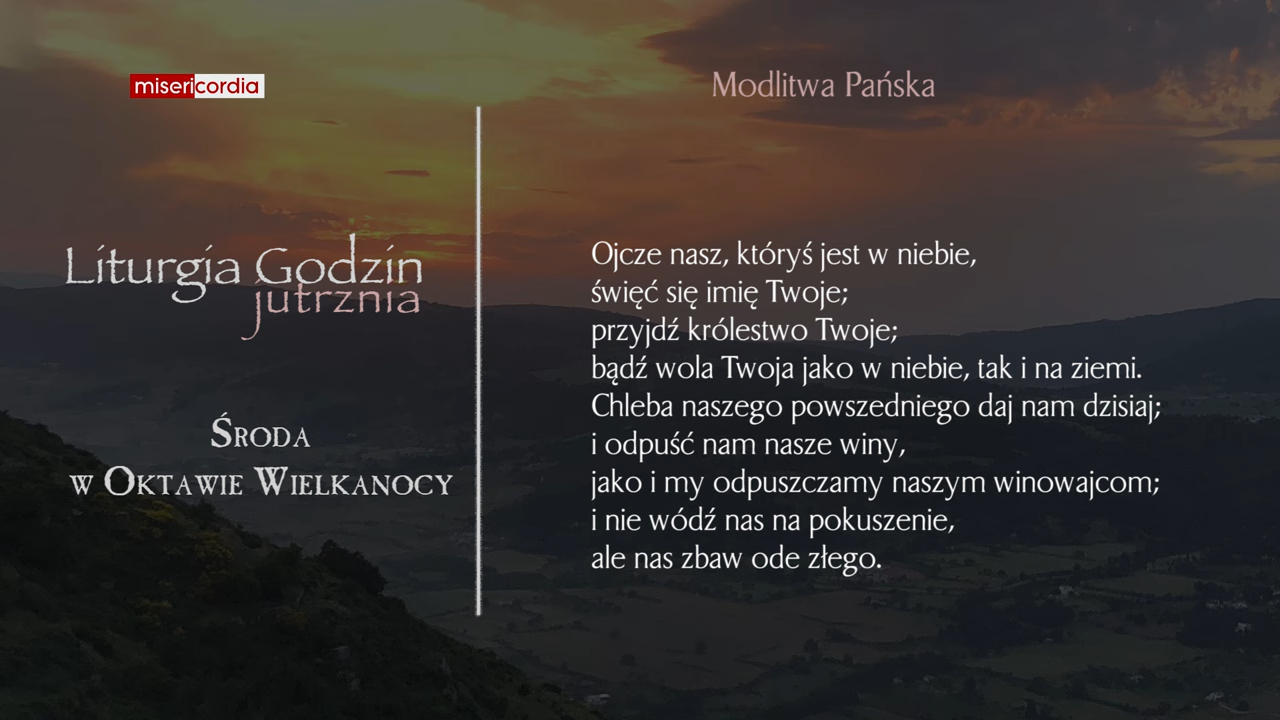 misericordia
Liturgia Godzin
jutrznia
Środa
w Oktawie Wielkanocy
Modlitwa Pańska
Ojcze nasz, któryś jest w niebie,
święć się imię Twoje;
przyjdź królestwo Twoje;
bądź wola Twoja jako w niebie, tak i na ziemi.
Chleba naszego powszedniego daj nam dzisiaj;
i odpuść nam nasze winy,
jako i my odpuszczamy naszym winowajcom;
i nie wódź nas na pokuszenie,
ale nas zbaw ode złego.